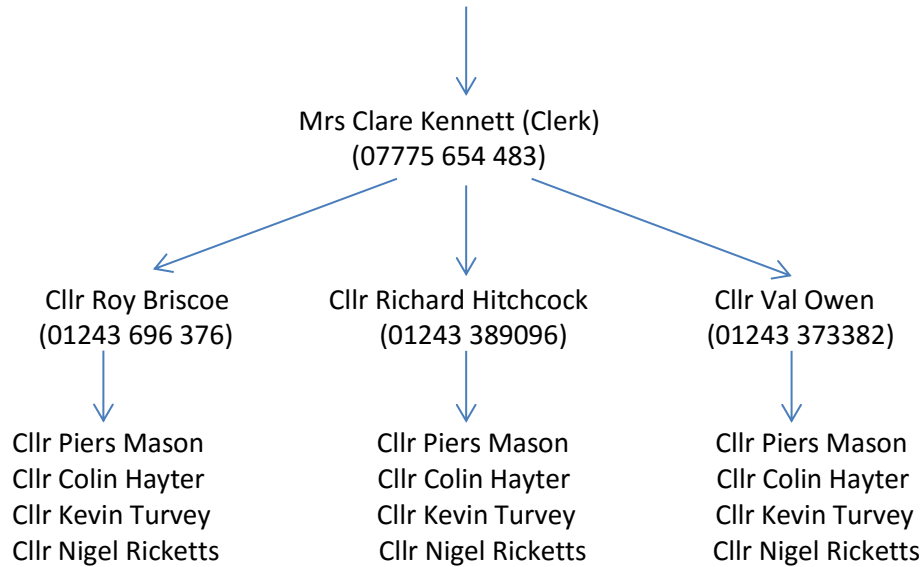 Mrs Clare Kennett (Clerk)
(07775 654 483)
Cllr Roy Briscoe
(01243 696 376)
Cllr Richard Hitchcock
(01243 389096)
Cllr Val Owen
(01243 373382)
Cllr Piers Mason
Cllr Colin Hayter
Cllr Kevin Turvey
Cllr Nigel Ricketts
Cllr Piers Mason
Cllr Colin Hayter
Cllr Kevin Turvey
Cllr Nigel Ricketts
Cllr Piers Mason
Cllr Colin Hayter
Cllr Kevin Turvey
Cllr Nigel Ricketts